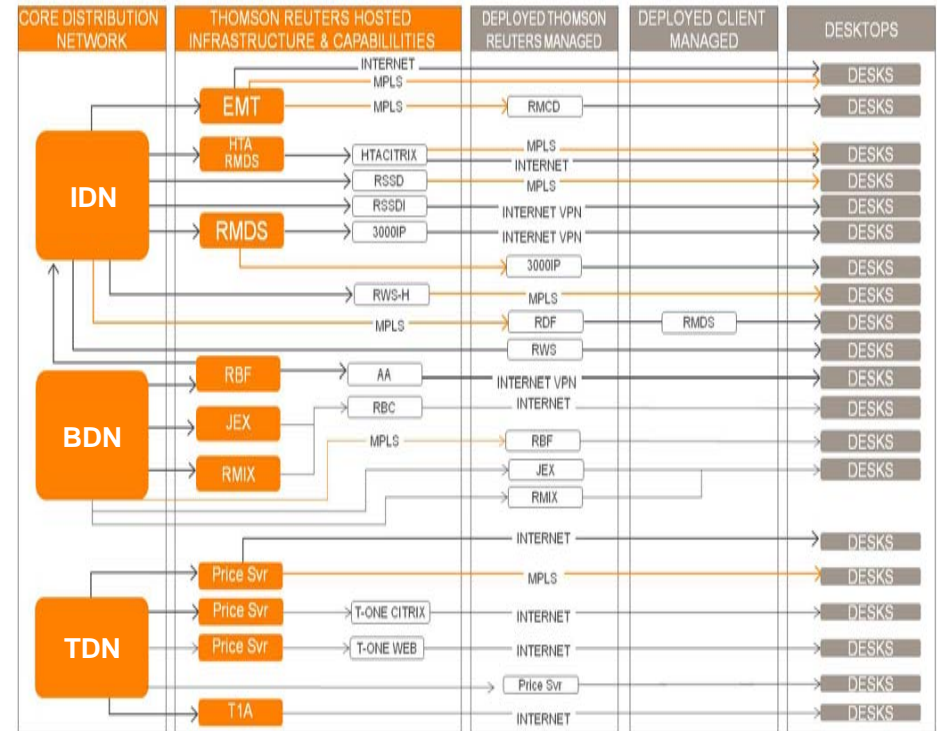 CORE DISTRIBUTION
NETWORK
THOMSON REUTERS HOSTED
INFRASTRUCTURE & CAPABILILITIES
DEPLOYED THOMSON
REUTERS MANAGED
DEPLOYED CLIENT
MANAGED
DESKTOPS
INTERNET
MPLS
DESKS
EMT
MPLS
RMCD
DESKS
IDN
HTA
RMDS
HTACITRIX
MPLS
INTERNET
DESKS
RSSD
MPLS
DESKS
RSSDI
INTERNET VPN
DESKS
RMDS
3000IP
INTERNET VPN
DESKS
3000IP
DESKS
RWS-H
MPLS
DESKS
MPLS
RDF
RMDS
DESKS
RWS
DESKS
BDN
RBF
AA
INTERNET VPN
DESKS
JEX
RBC
INTERNET
DESKS
MPLS
RBF
DESKS
RMIX
JEX
DESKS
RMIX
INTERNET
DESKS
TDN
Price Svr
MPLS
DESKS
Price Svr
T-ONE CITRIX
INTERNET
DESKS
Price Svr
T-ONE WEB
INTERNET
DESKS
Price Svr
DESKS
T1A
INTERNET
DESKS